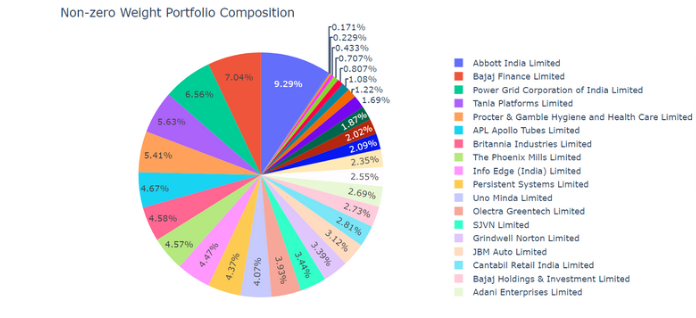 Non-zero Weight Portfolio Composition
0.171%
0.229%
0.433%
0.707%
0.807%
1.08%
1.22%
1.69%
1.87%
2.02%
2.09%
2.35%
2.55%
2.69%
2.73%
2.81%
3.12%
3.39%
3.44%
3.93%
4.07%
4.37%
4.47%
4.57%
4.58%
4.67%
5.41%
5.63%
6.56%
7.04%
9.29%
Abbott India Limited
Bajaj Finance Limited
Power Grid Corporation of India Limited
Tanla Platforms Limited
Procter & Gamble Hygiene and Health Care Limited
APL Apollo Tubes Limited
Britannia Industries Limited
The Phoenix Mills Limited
Info Edge (India) Limited
Persistent Systems Limited
Uno Minda Limited
Olectra Greentech Limited
SJVN Limited
Grindwell Norton Limited
JBM Auto Limited
Cantabil Retail India Limited
Bajaj Holdings & Investment Limited
Adani Enterprises Limited